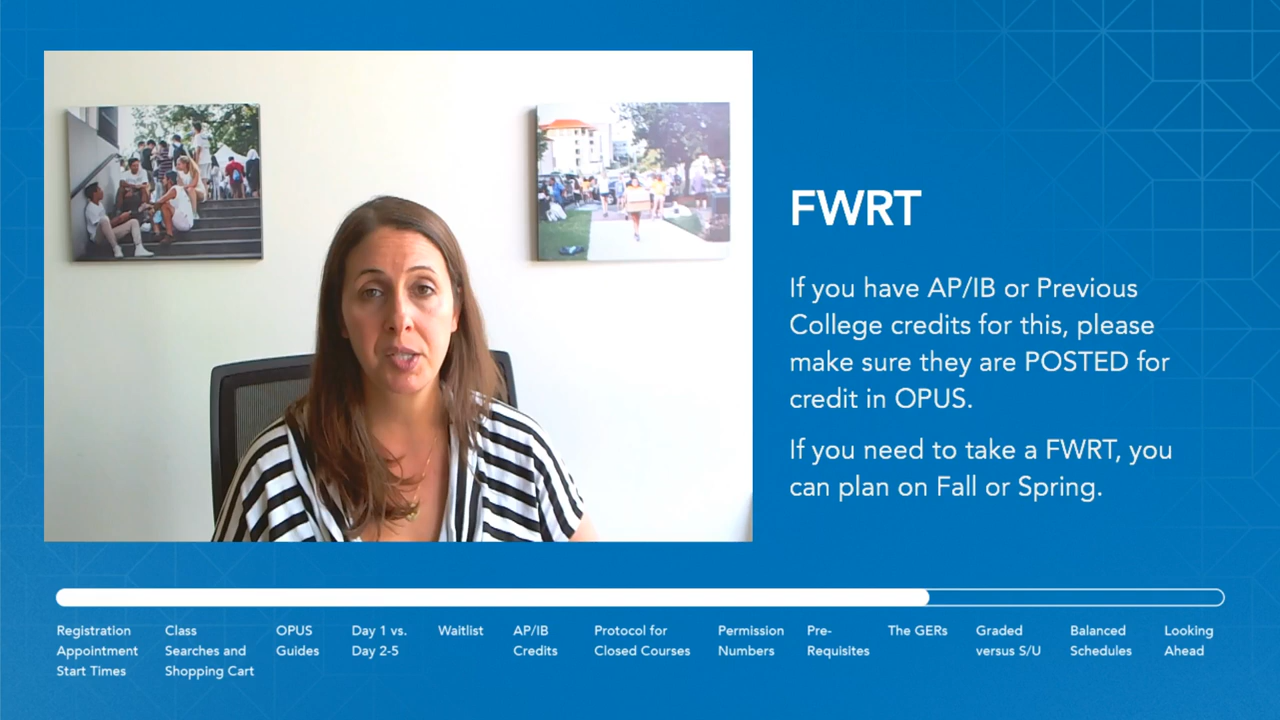 FWRT
If you have AP/IB or Previous
College credits for this, please
make sure they are POSTED for
credit in OPUS.
If you need to take a FWRT, you
can plan on Fall or Spring.
Registration
Appointment
Start Times
Class
Searches and
Shopping Cart
OPUS
Guides
Day 1 vs.
Day 2-5
Waitlist
AP/IB
Credits
Protocol for
Closed Courses
Permission
Numbers
Pre-
Requisites
The GERs
Graded
versus S/U
Balanced
Schedules
Looking
Ahead